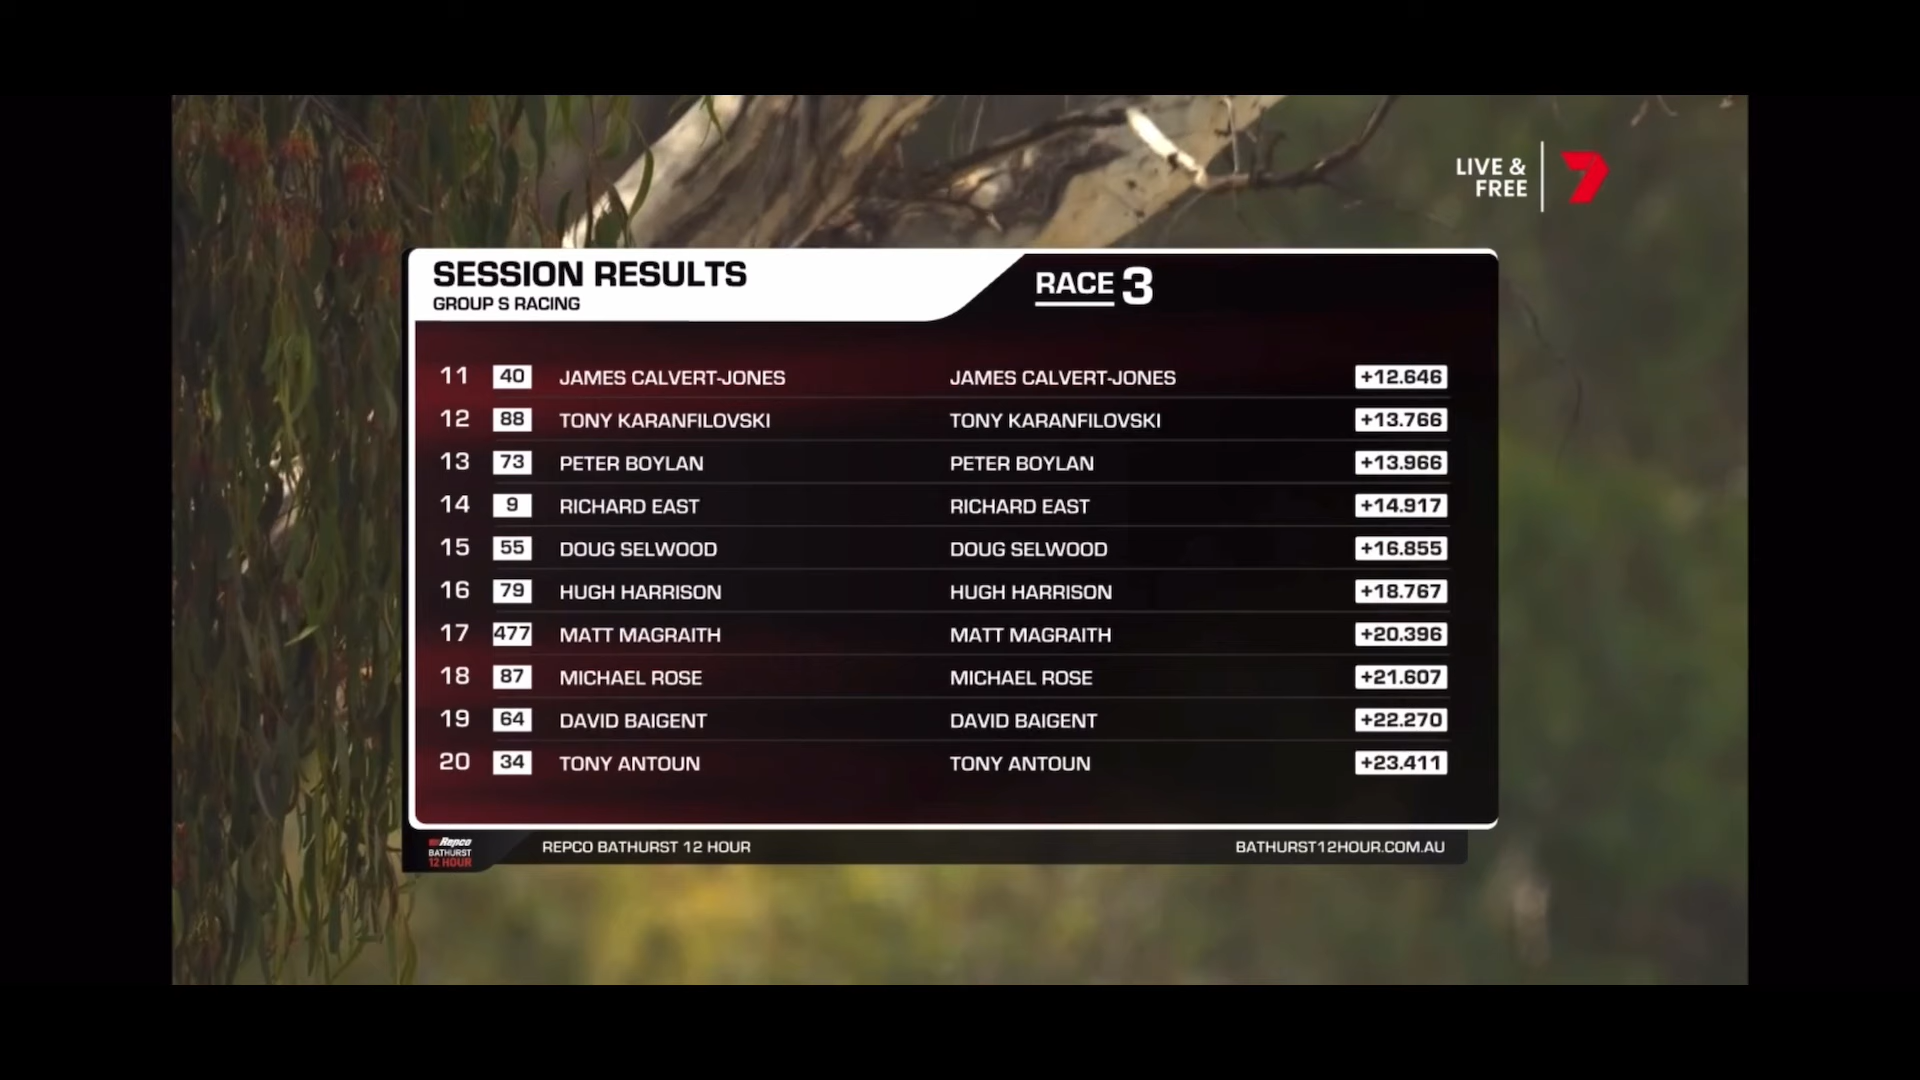 LIVE &
FREE
SESSION RESULTS
GROUP S RACING
RACE 3
11 40 JAMES CALVERT-JONES JAMES CALVERT-JONES +12.646
12 88 TONY KARANFILOVSKI TONY KARANFILOVSKI +13.766
13 73 PETER BOYLAN PETER BOYLAN +13.966
14 9 RICHARD EAST RICHARD EAST +14.917
15 55 DOUG SELWOOD DOUG SELWOOD +16.855
16 79 HUGH HARRISON HUGH HARRISON +18.767
17 477 MATT MAGRAITH MATT MAGRAITH +20.396
18 87 MICHAEL ROSE MICHAEL ROSE +21.607
19 64 DAVID BAIGENT DAVID BAIGENT +22.270
20 34 TONY ANTOUN TONY ANTOUN +23.411
Repco
BATHURST
12 HOUR
REPCO BATHURST 12 HOUR
BATHURST12HOUR.COM.AU